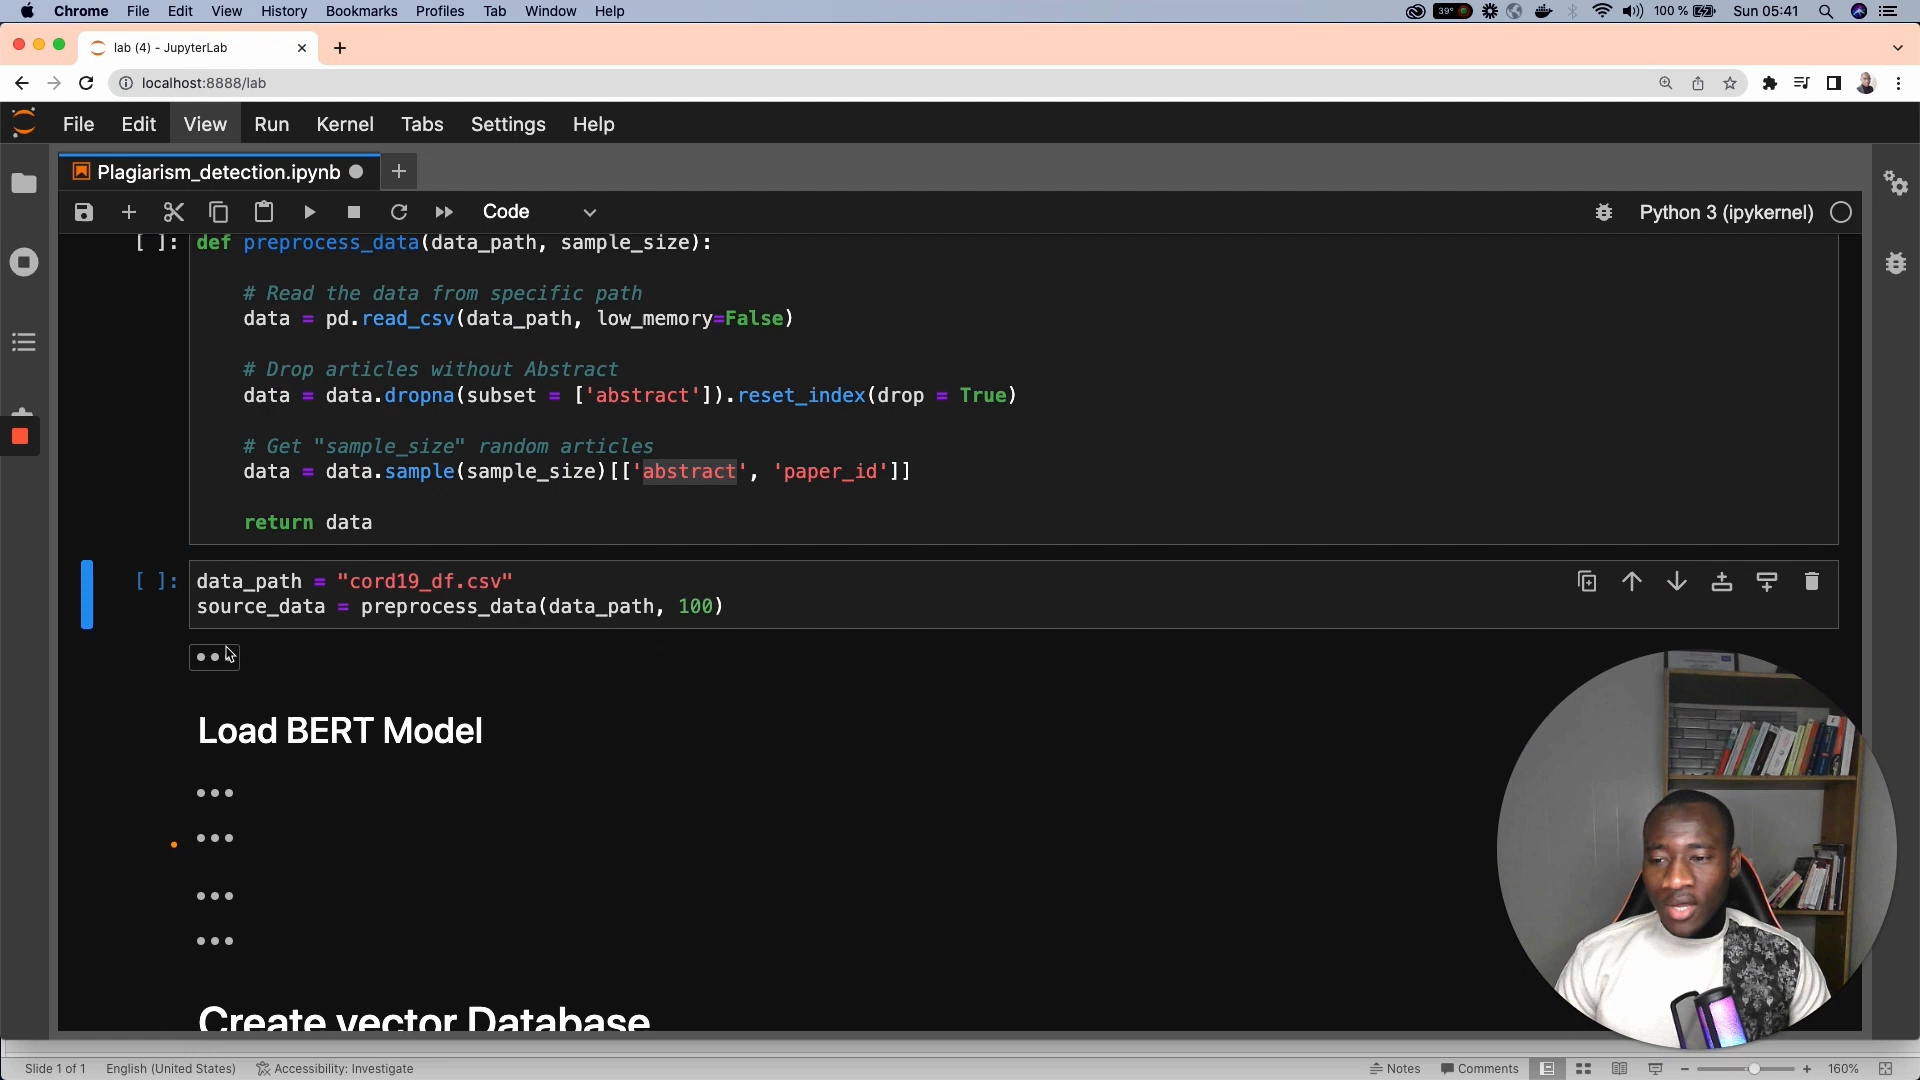 Chrome File Edit View History Bookmarks Profiles Tab Window Help
39° 100 % Sun 05:41
lab (4) - JupyterLab
localhost:8888/lab
File Edit View Run Kernel Tabs Settings Help
Plagiarism_detection.ipynb
Code
Python 3 (ipykernel)
[ ]: def preprocess_data(data_path, sample_size):
# Read the data from specific path
data = pd.read_csv(data_path, low_memory=False)
# Drop articles without Abstract
data = data.dropna(subset = ['abstract']).reset_index(drop = True)
# Get "sample_size" random articles
data = data.sample(sample_size)[['abstract', 'paper_id']]
return data
[ ]: data_path = "cord19_df.csv"
source_data = preprocess_data(data_path, 100)
Load BERT Model
Create vector Database
Slide 1 of 1 English (United States) Accessibility: Investigate Notes Comments 160%